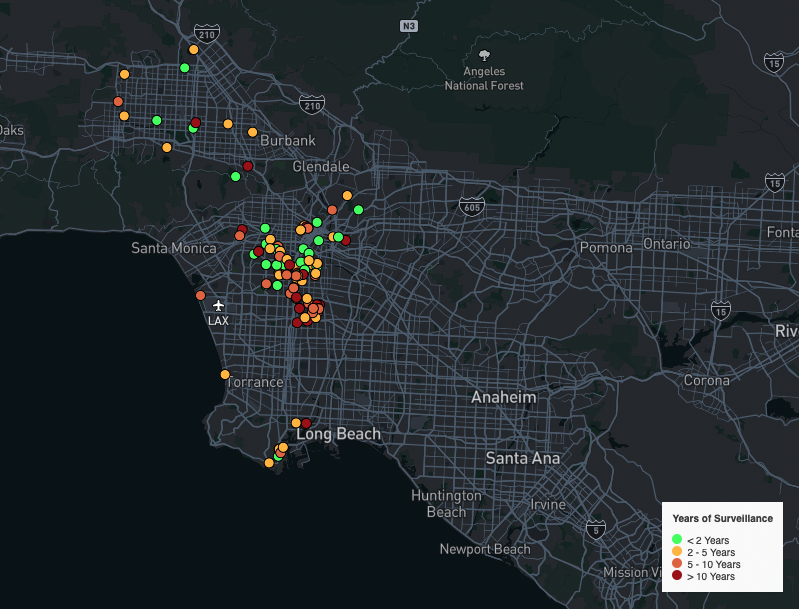 210
N3
15
Angeles
National Forest
210
Oaks
Burbank
Glendale
15
605
Santa Monica
Pomona
Ontario
Fonta
LAX
15
Riv
Torrance
Corona
Anaheim
Long Beach
Santa Ana
Huntington
Beach
Irvine
5
Newport Beach
Mission Vi
Years of Surveillance
< 2 Years
2 - 5 Years
5 - 10 Years
> 10 Years